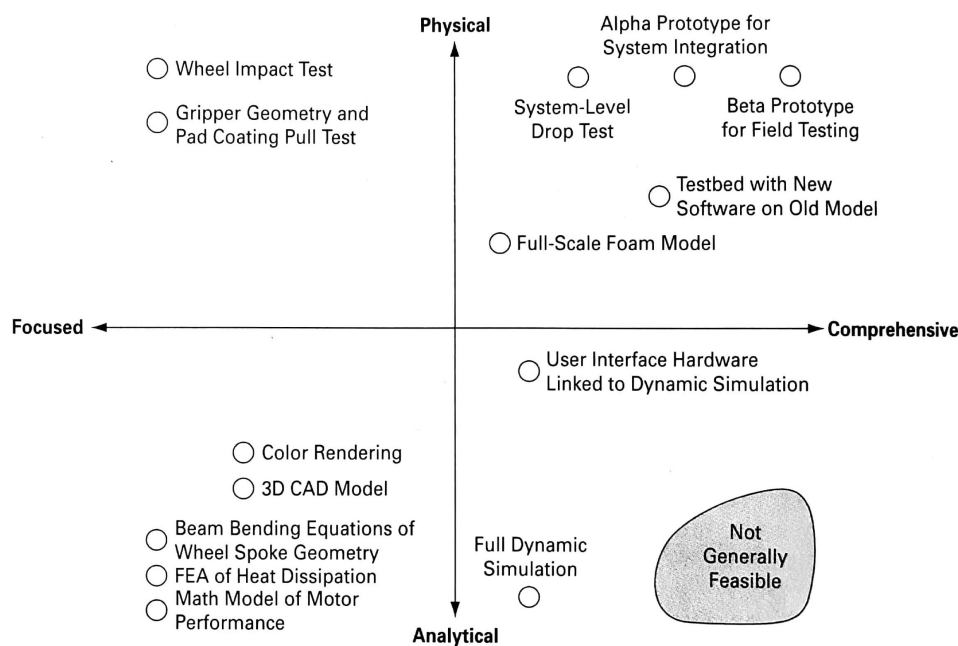 Physical
Alpha Prototype for
System Integration
Wheel Impact Test
Gripper Geometry and
Pad Coating Pull Test
System-Level
Drop Test
Beta Prototype
for Field Testing
Testbed with New
Software on Old Model
Full-Scale Foam Model
Focused
Comprehensive
User Interface Hardware
Linked to Dynamic Simulation
Color Rendering
3D CAD Model
Beam Bending Equations of
Wheel Spoke Geometry
FEA of Heat Dissipation
Math Model of Motor
Performance
Full Dynamic
Simulation
Not
Generally
Feasible
Analytical